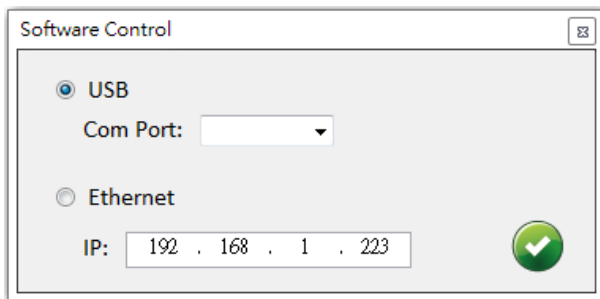 Software Control
USB
Com Port:
Ethernet
IP: 192 . 168 . 1 . 223